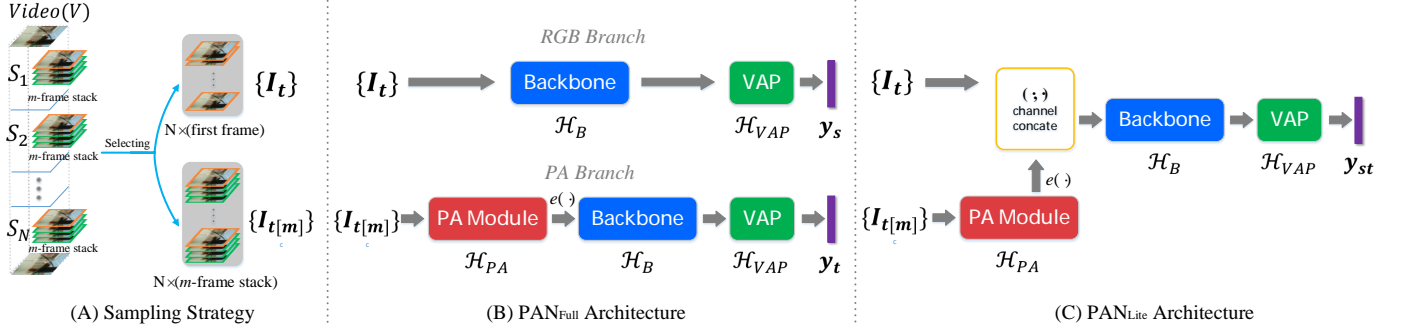 Video(V)
S1
m-frame stack
S2
m-frame stack
SN
m-frame stack
Selecting
{It}
N×(first frame)
{It[m]}
c
N×(m-frame stack)
(A) Sampling Strategy
RGB Branch
{It}
Backbone
VAP
ℋB
ℋVAP
ys
PA Branch
{It[m]}
c
PA Module
e(·)
Backbone
VAP
ℋPA
ℋB
ℋVAP
yt
(B) PANFull Architecture
{It}
(·,·)
channel
concate
Backbone
VAP
ℋB
ℋVAP
yst
e(·)
{It[m]}
c
PA Module
ℋPA
(C) PANLite Architecture